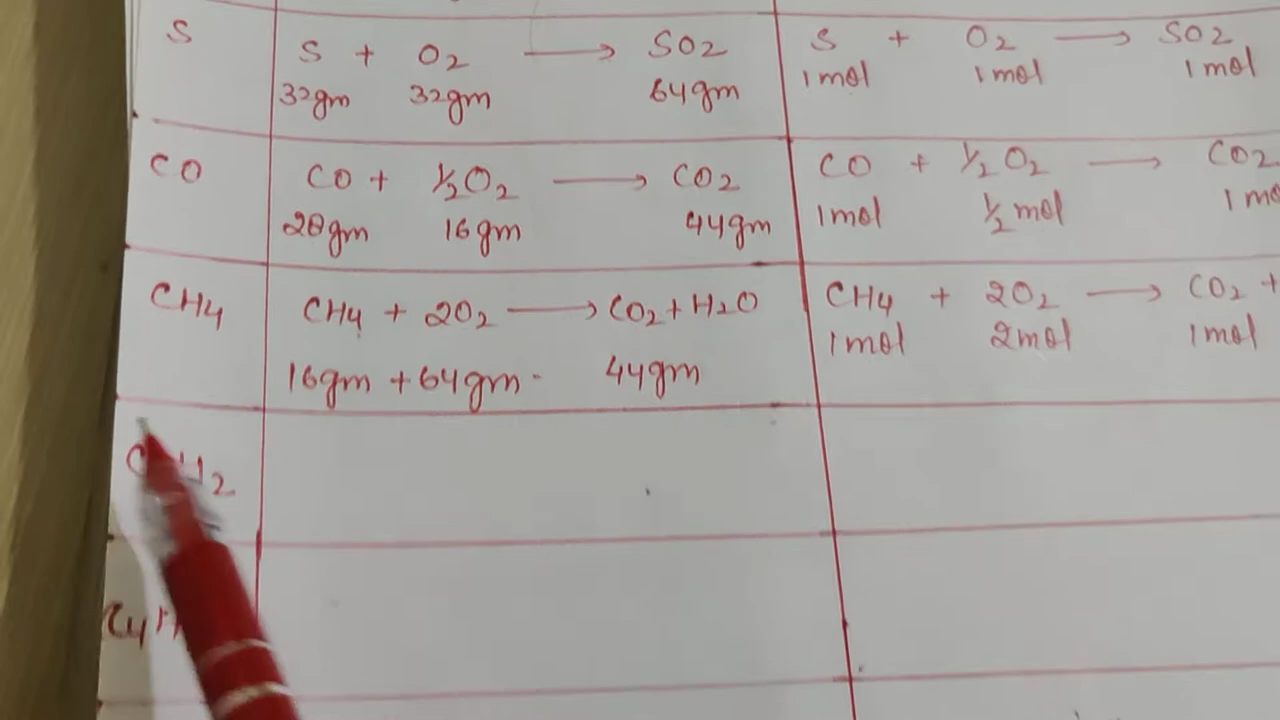 S
S + O2 → SO2
32gm 32gm 64gm
S + O2 → SO2
1mol 1mol 1mol
CO
CO + 1/2O2 → CO2
28gm 16gm 44gm
CO + 1/2O2 → CO2
1mol 1/2mol 1mo
CH4
CH4 + 2O2 → CO2 + H2O
16gm + 64gm 44gm
CH4 + 2O2 → CO2 +
1mol 2mol 1mol